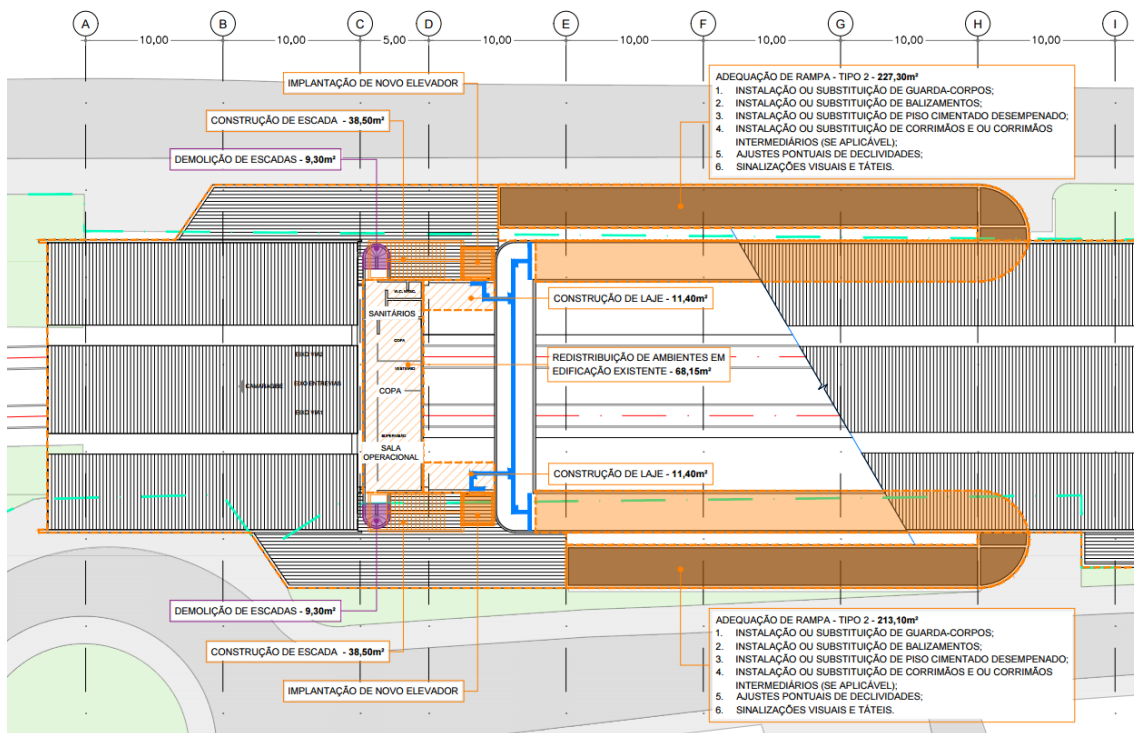 A B C D E F G H I
10,00 10,00 5,00 10,00 10,00 10,00 10,00 10,00
IMPLANTAÇÃO DE NOVO ELEVADOR
CONSTRUÇÃO DE ESCADA - 38,50m²
DEMOLIÇÃO DE ESCADAS - 9,30m²
ADEQUAÇÃO DE RAMPA - TIPO 2 - 227,30m²
1. INSTALAÇÃO OU SUBSTITUIÇÃO DE GUARDA-CORPOS;
2. INSTALAÇÃO OU SUBSTITUIÇÃO DE BALIZAMENTOS;
3. INSTALAÇÃO OU SUBSTITUIÇÃO DE PISO CIMENTADO DESEMPENADO;
4. INSTALAÇÃO OU SUBSTITUIÇÃO DE CORRIMÃOS E OU CORRIMÃOS
INTERMEDIÁRIOS (SE APLICÁVEL);
5. AJUSTES PONTUAIS DE DECLIVIDADES;
6. SINALIZAÇÕES VISUAIS E TÁTEIS.
SANITÁRIOS
COPA
COPA
SALA
OPERACIONAL
EIXO VIA2
CAMARAGIBE
EIXO ENTREVIAS
EIXO VIA1
CONSTRUÇÃO DE LAJE - 11,40m²
REDISTRIBUIÇÃO DE AMBIENTES EM
EDIFICAÇÃO EXISTENTE - 68,15m²
CONSTRUÇÃO DE LAJE - 11,40m²
DEMOLIÇÃO DE ESCADAS - 9,30m²
CONSTRUÇÃO DE ESCADA - 38,50m²
IMPLANTAÇÃO DE NOVO ELEVADOR
ADEQUAÇÃO DE RAMPA - TIPO 2 - 213,10m²
1. INSTALAÇÃO OU SUBSTITUIÇÃO DE GUARDA-CORPOS;
2. INSTALAÇÃO OU SUBSTITUIÇÃO DE BALIZAMENTOS;
3. INSTALAÇÃO OU SUBSTITUIÇÃO DE PISO CIMENTADO DESEMPENADO;
4. INSTALAÇÃO OU SUBSTITUIÇÃO DE CORRIMÃOS E OU CORRIMÃOS
INTERMEDIÁRIOS (SE APLICÁVEL);
5. AJUSTES PONTUAIS DE DECLIVIDADES;
6. SINALIZAÇÕES VISUAIS E TÁTEIS.